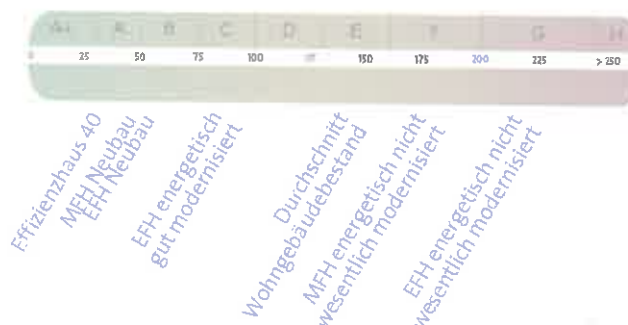 A+ A B C D E F G H
0 25 50 75 100 125 150 175 200 225 > 250
Effizienzhaus 40
MFH Neubau
EFH Neubau
EFH energetisch
gut modernisiert
Durchschnitt
Wohngebäudebestand
MFH energetisch nicht
wesentlich modernisiert
EFH energetisch nicht
wesentlich modernisiert